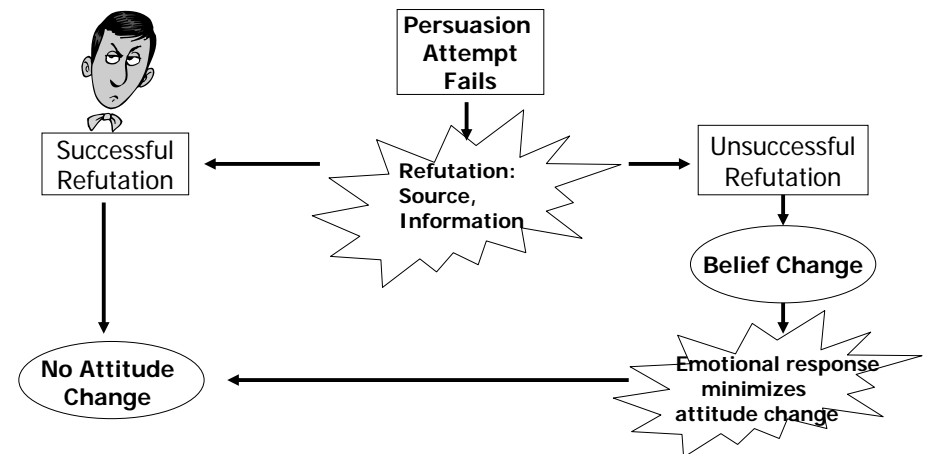 Persuasion
Attempt
Fails
Successful
Refutation
Refutation:
Source,
Information
Unsuccessful
Refutation
Belief Change
No Attitude
Change
Emotional response
minimizes
attitude change